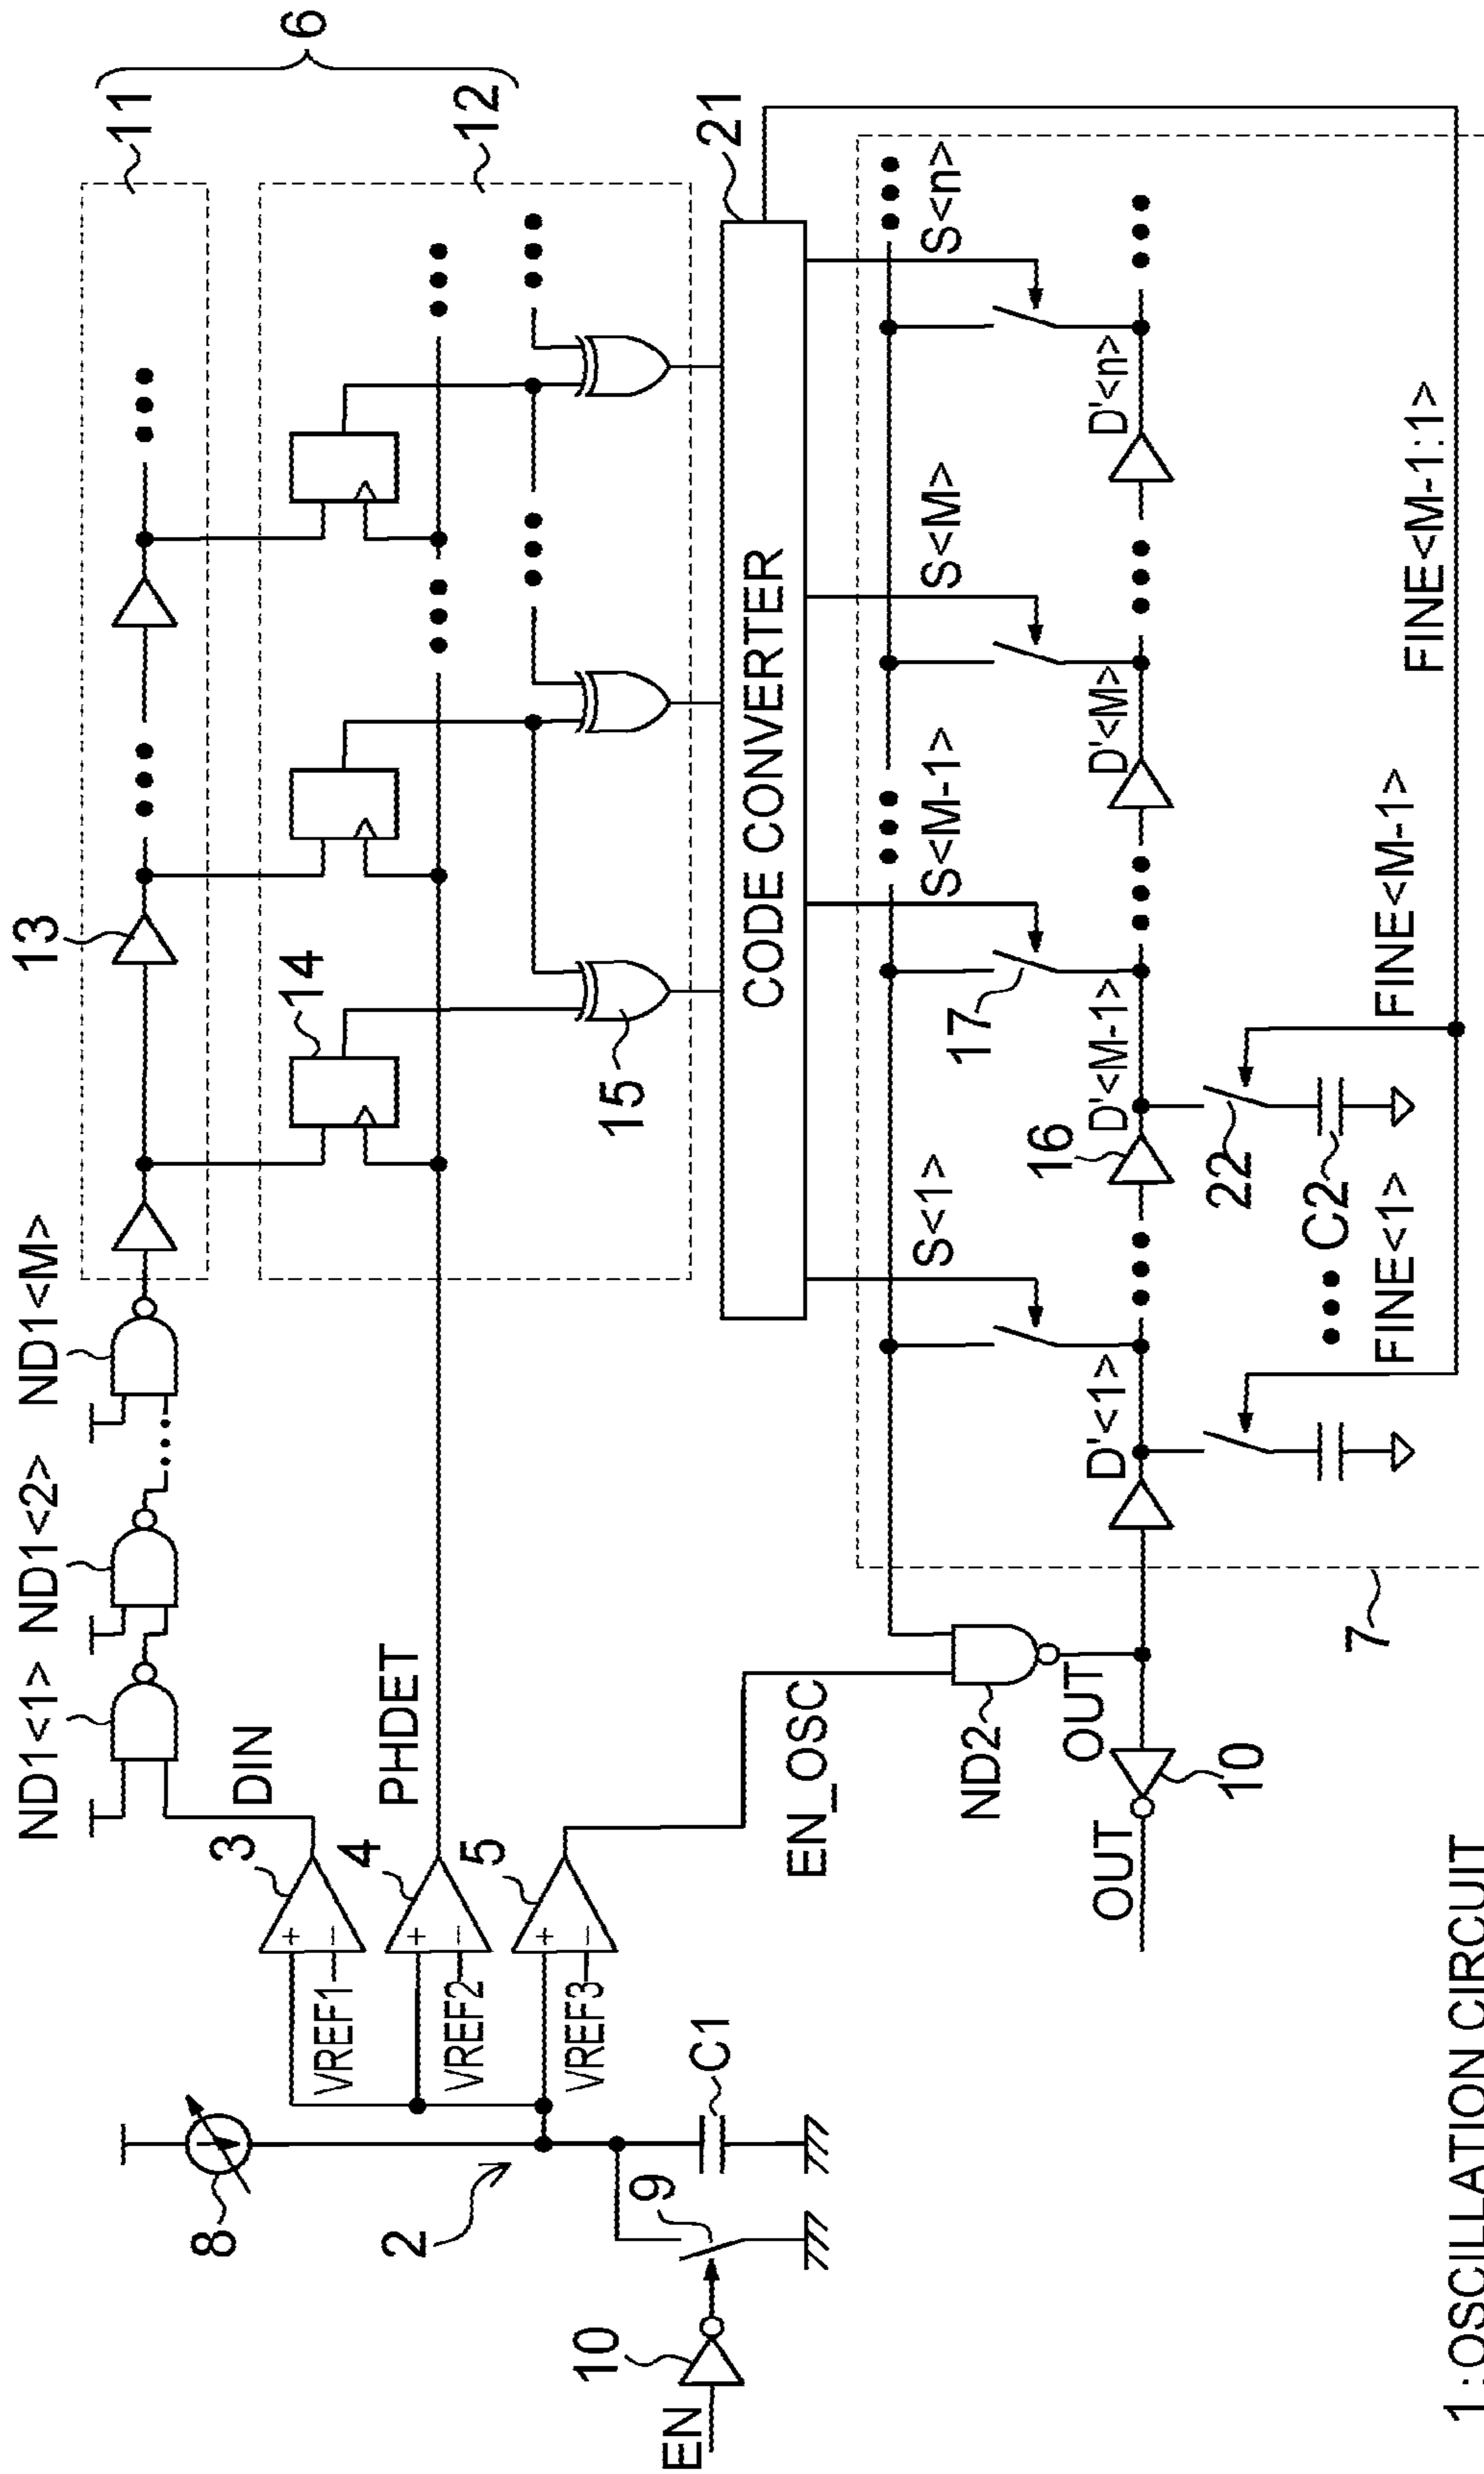 6
11
12
13
14
15
21
ND1<1>
ND1<2>
ND1<M>
DIN
PHDET
EN_OSC
3
4
5
+
−
+
−
+
−
VREF1
VREF2
VREF3
8
2
9
C1
10
EN
CODE CONVERTER
S<1>
S<M-1>
S<M>
S<n>
17
D'<1>
D'<M-1>
D'<M>
D'<n>
16
22
C2
FINE<1>
FINE<M-1>
FINE<M-1:1>
ND2
OUT
OUT
10
7
1 : OSCILLATION CIRCUIT